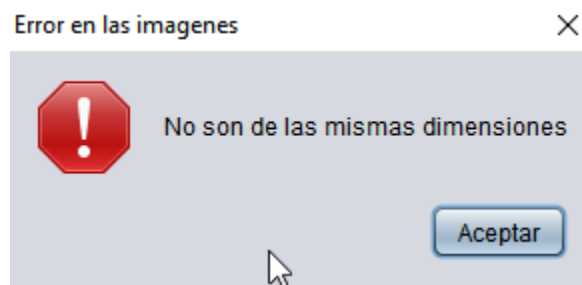 Error en las imagenes
No son de las mismas dimensiones
Aceptar